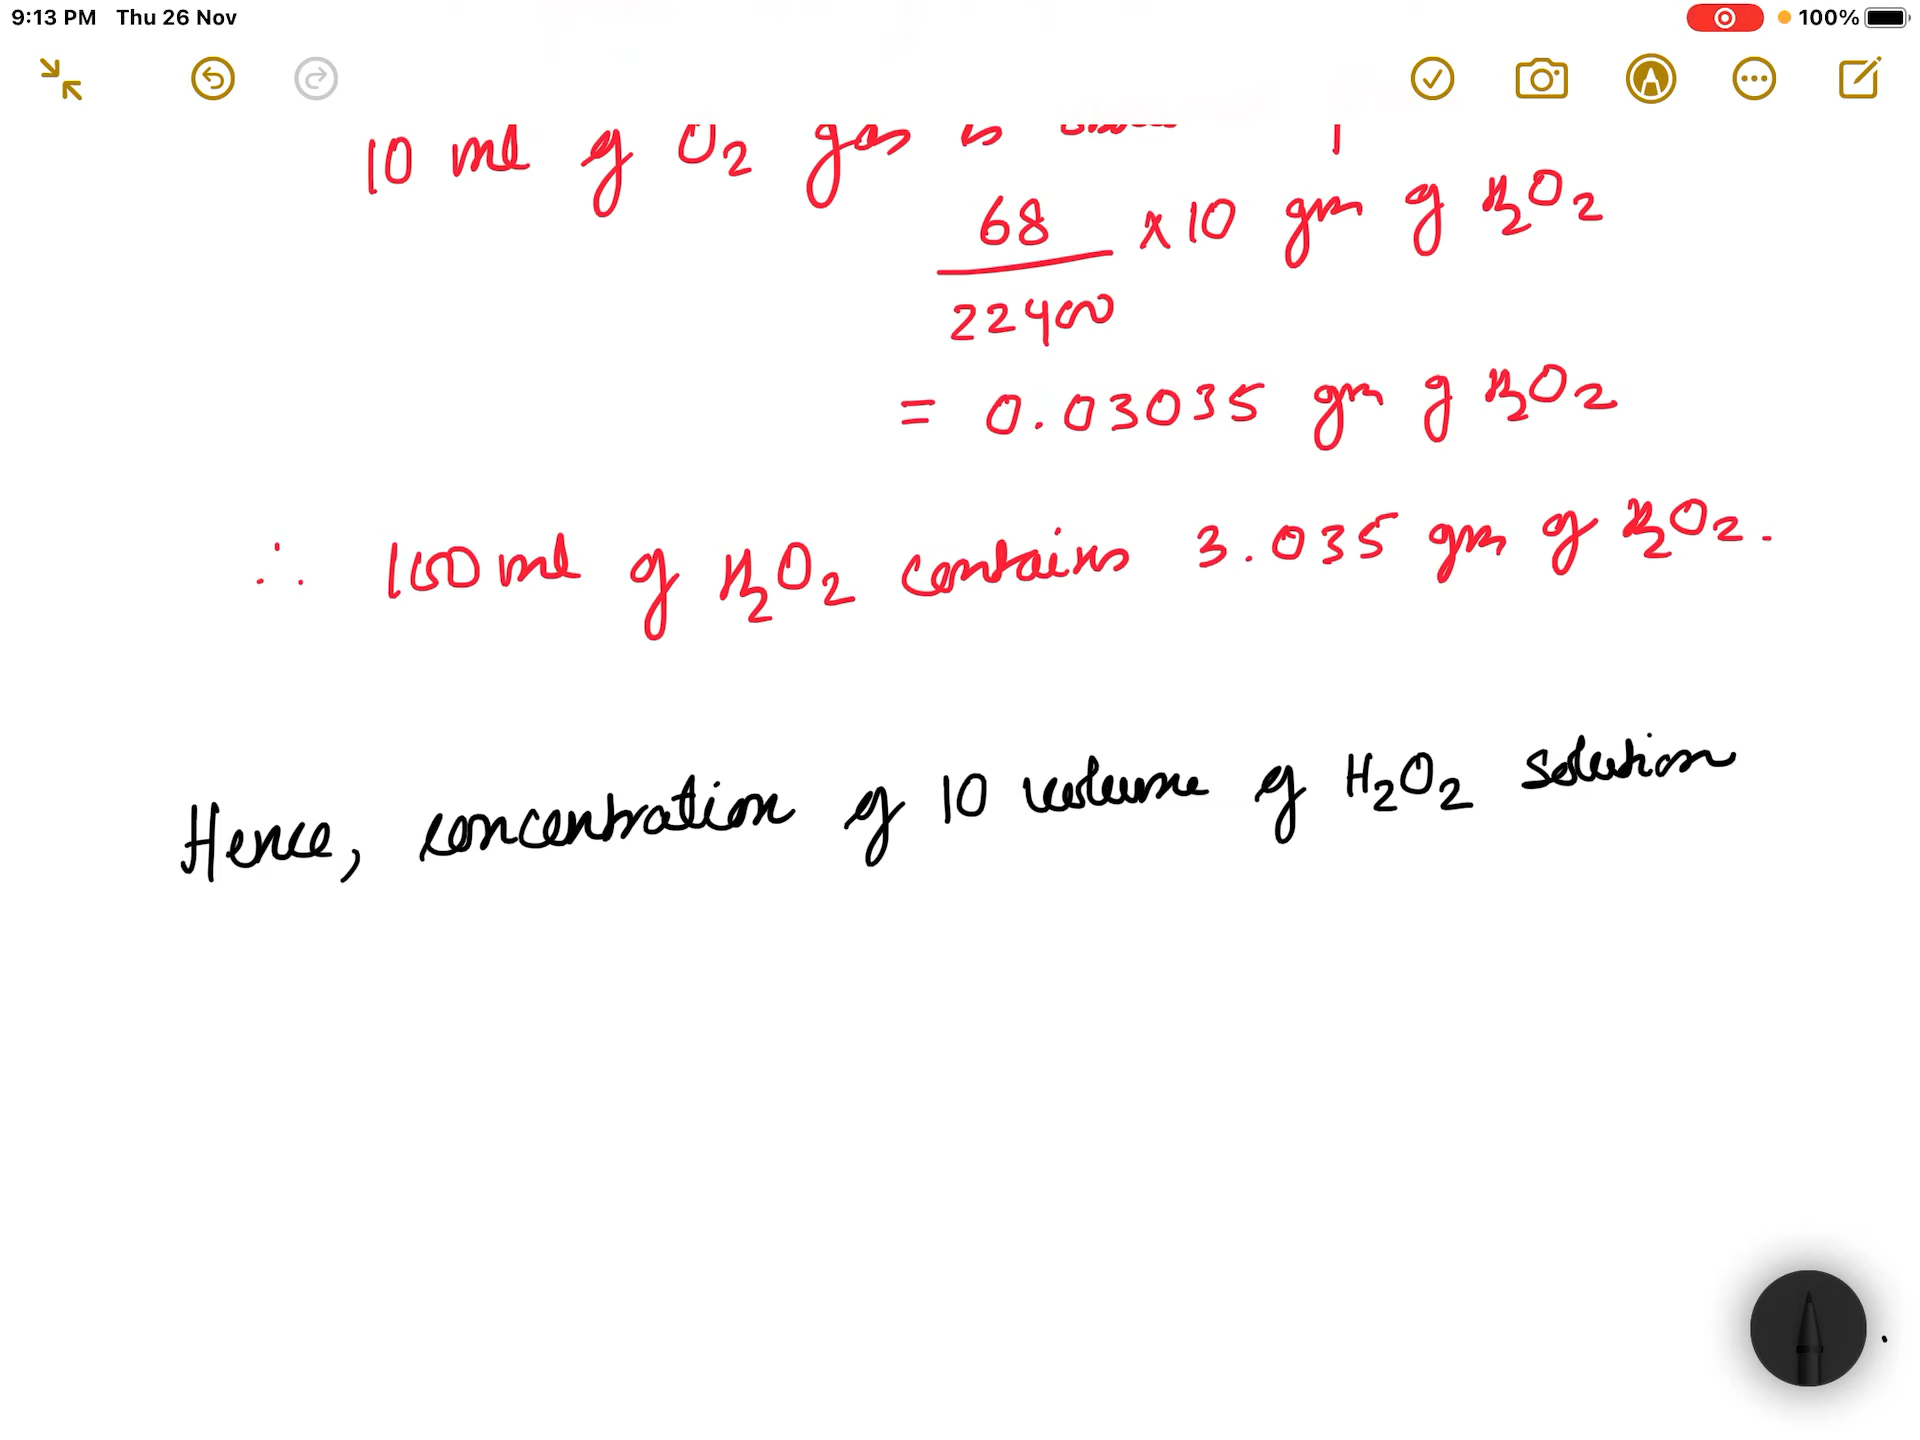 9:13 PM Thu 26 Nov 100%
10 ml of O2 gas is
68
× 10 gm of H2O2
22400
= 0.03035 gm of H2O2
∴ 100 ml of H2O2 contains 3.035 gm of H2O2.
Hence, concentration of 10 volume of H2O2 solution